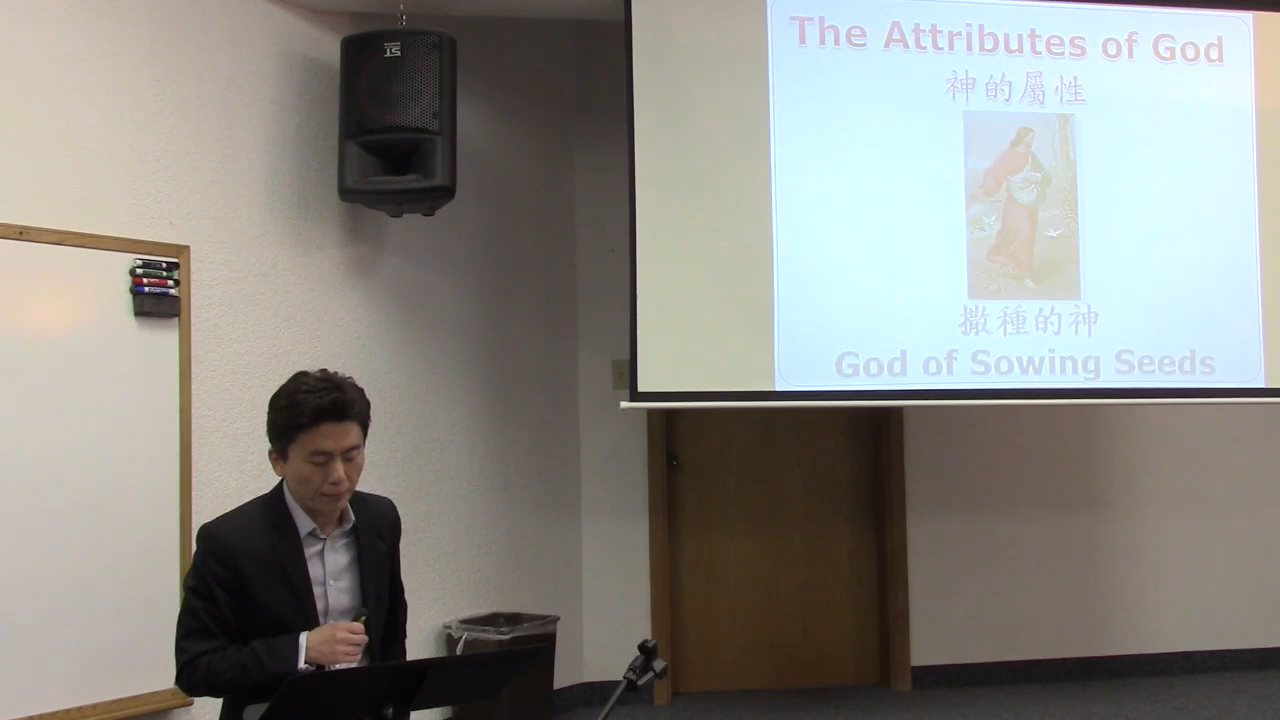 The Attributes of God
神的屬性
撒種的神
God of Sowing Seeds